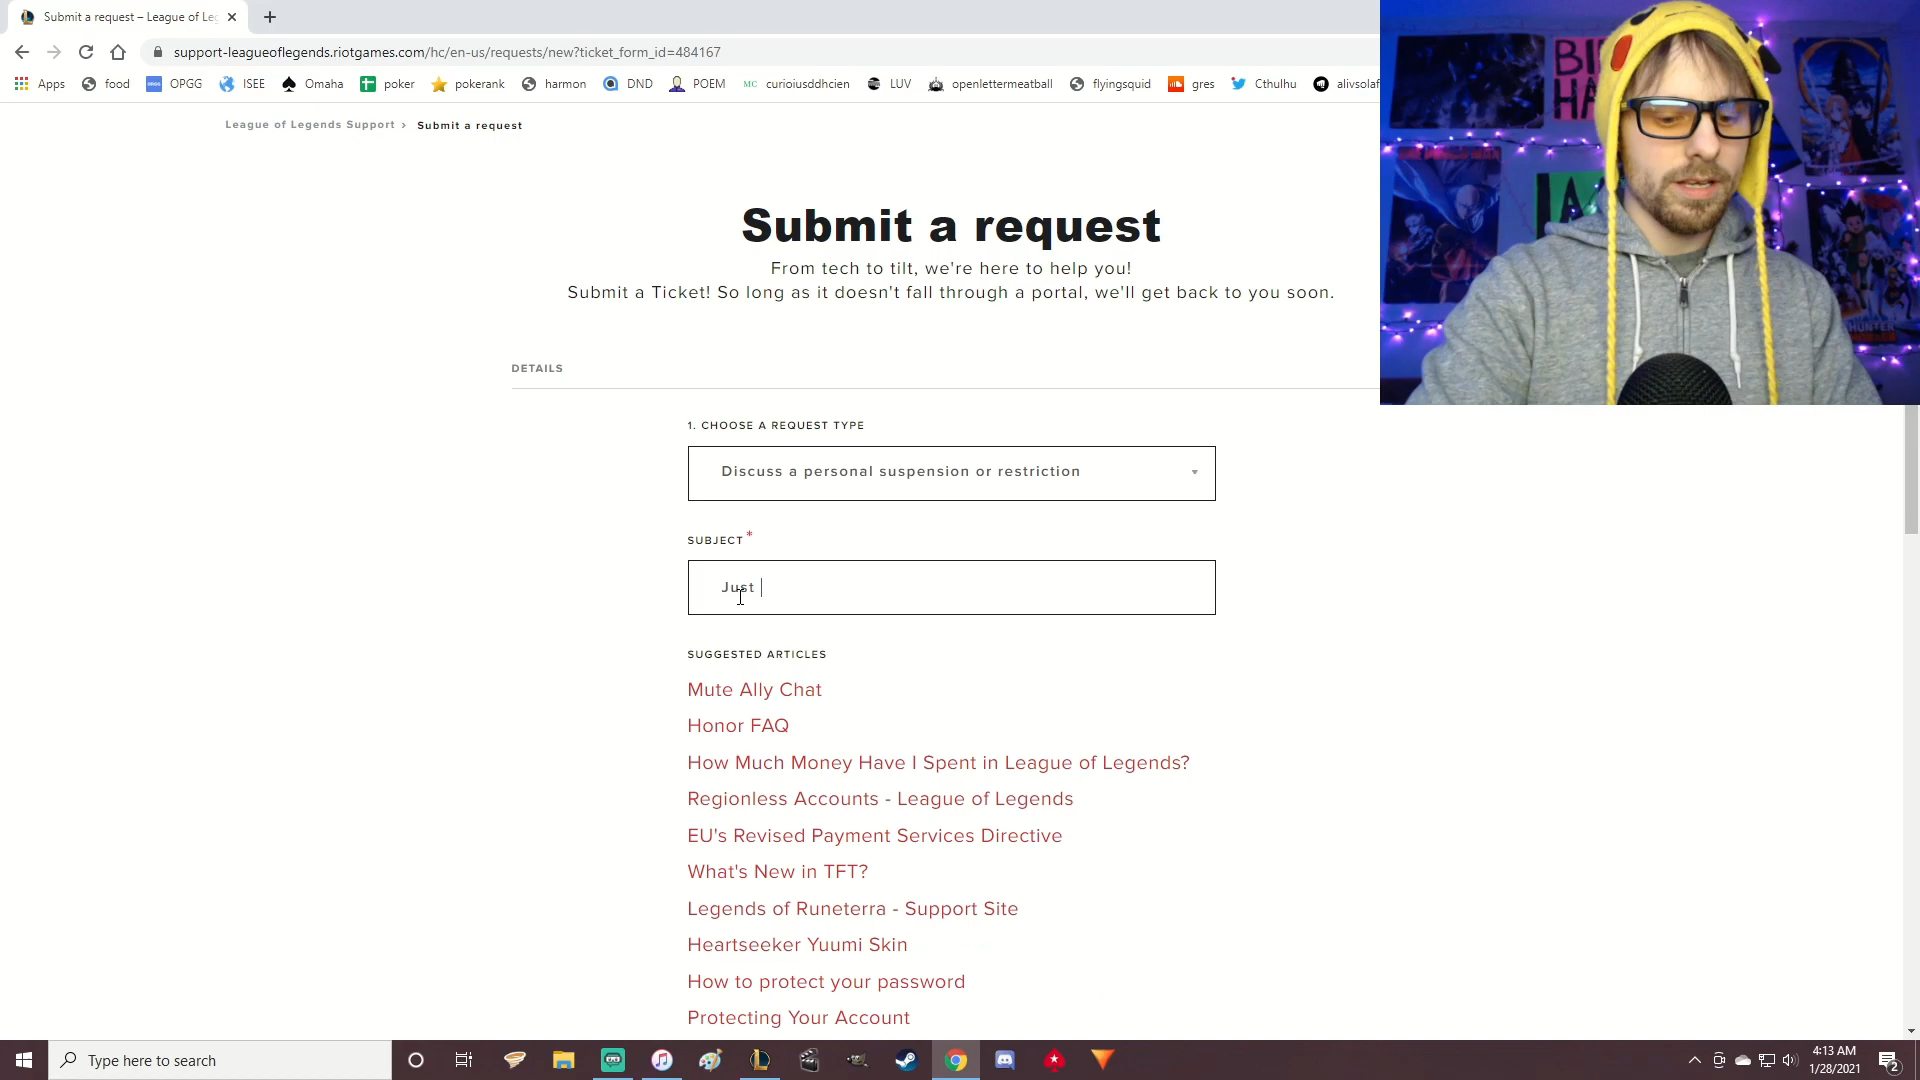 Submit a request – League of Leg
support-leagueoflegends.riotgames.com/hc/en-us/requests/new?ticket_form_id=484167
Apps food OPGG ISEE Omaha poker pokerank harmon DND POEM curioiusddhcien LUV openlettermeatball flyingsquid gres Cthulhu alivsolaf
League of Legends Support > Submit a request
Submit a request
From tech to tilt, we're here to help you!
Submit a Ticket! So long as it doesn't fall through a portal, we'll get back to you soon.
DETAILS
1. CHOOSE A REQUEST TYPE
Discuss a personal suspension or restriction
SUBJECT *
Just
SUGGESTED ARTICLES
Mute Ally Chat
Honor FAQ
How Much Money Have I Spent in League of Legends?
Regionless Accounts - League of Legends
EU's Revised Payment Services Directive
What's New in TFT?
Legends of Runeterra - Support Site
Heartseeker Yuumi Skin
How to protect your password
Protecting Your Account
Type here to search
4:13 AM
1/28/2021
2